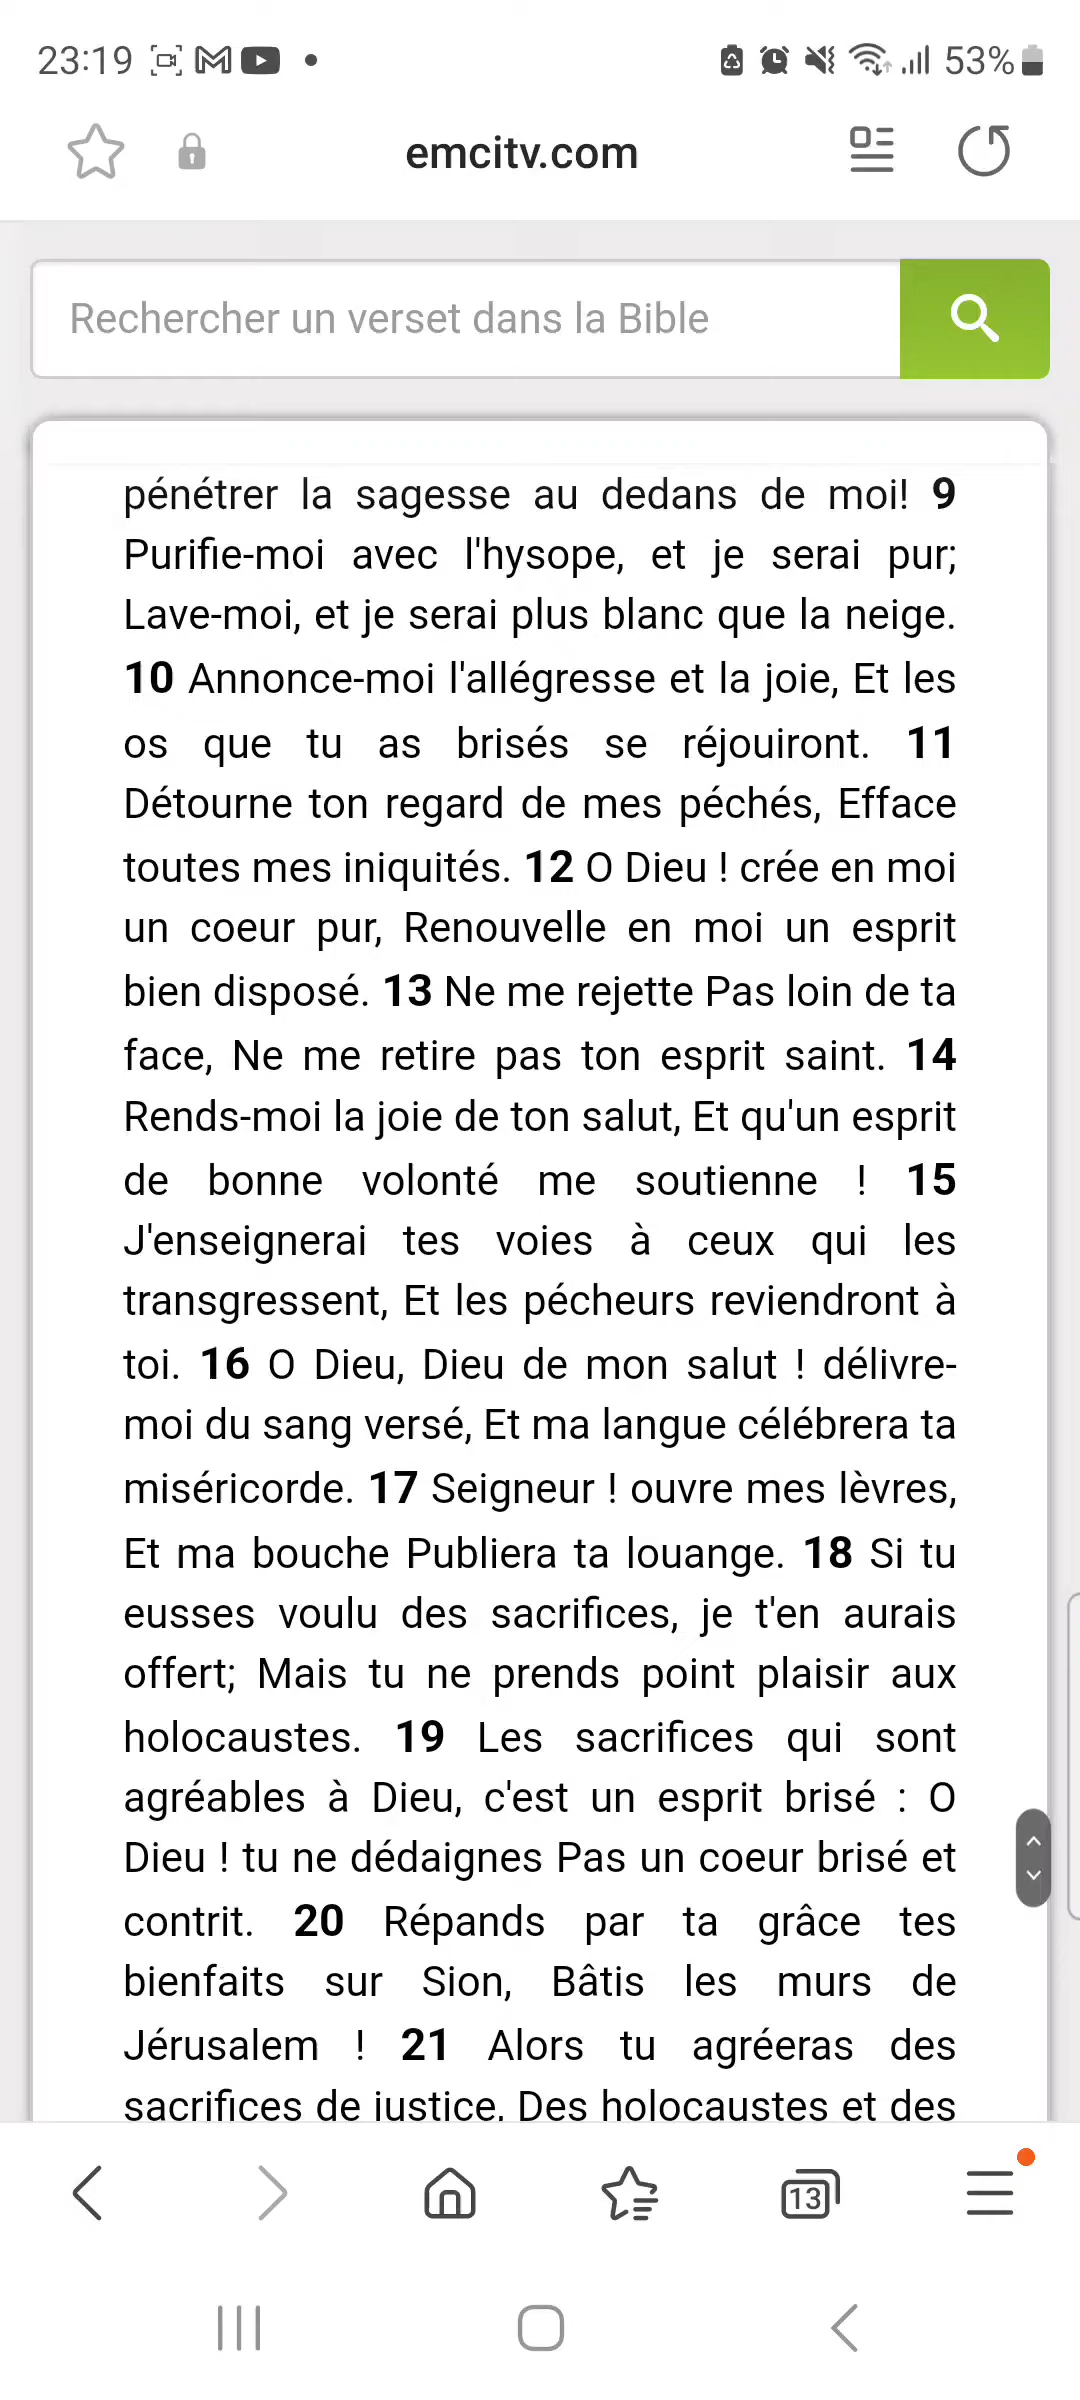 23:19
53%
emcitv.com
Rechercher un verset dans la Bible
pénétrer la sagesse au dedans de moi! 9
Purifie-moi avec l'hysope, et je serai pur;
Lave-moi, et je serai plus blanc que la neige.
10 Annonce-moi l'allégresse et la joie, Et les
os que tu as brisés se réjouiront. 11
Détourne ton regard de mes péchés, Efface
toutes mes iniquités. 12 O Dieu ! crée en moi
un coeur pur, Renouvelle en moi un esprit
bien disposé. 13 Ne me rejette Pas loin de ta
face, Ne me retire pas ton esprit saint. 14
Rends-moi la joie de ton salut, Et qu'un esprit
de bonne volonté me soutienne ! 15
J'enseignerai tes voies à ceux qui les
transgressent, Et les pécheurs reviendront à
toi. 16 O Dieu, Dieu de mon salut ! délivre-
moi du sang versé, Et ma langue célébrera ta
miséricorde. 17 Seigneur ! ouvre mes lèvres,
Et ma bouche Publiera ta louange. 18 Si tu
eusses voulu des sacrifices, je t'en aurais
offert; Mais tu ne prends point plaisir aux
holocaustes. 19 Les sacrifices qui sont
agréables à Dieu, c'est un esprit brisé : O
Dieu ! tu ne dédaignes Pas un coeur brisé et
contrit. 20 Répands par ta grâce tes
bienfaits sur Sion, Bâtis les murs de
Jérusalem ! 21 Alors tu agréeras des
sacrifices de justice, Des holocaustes et des
13